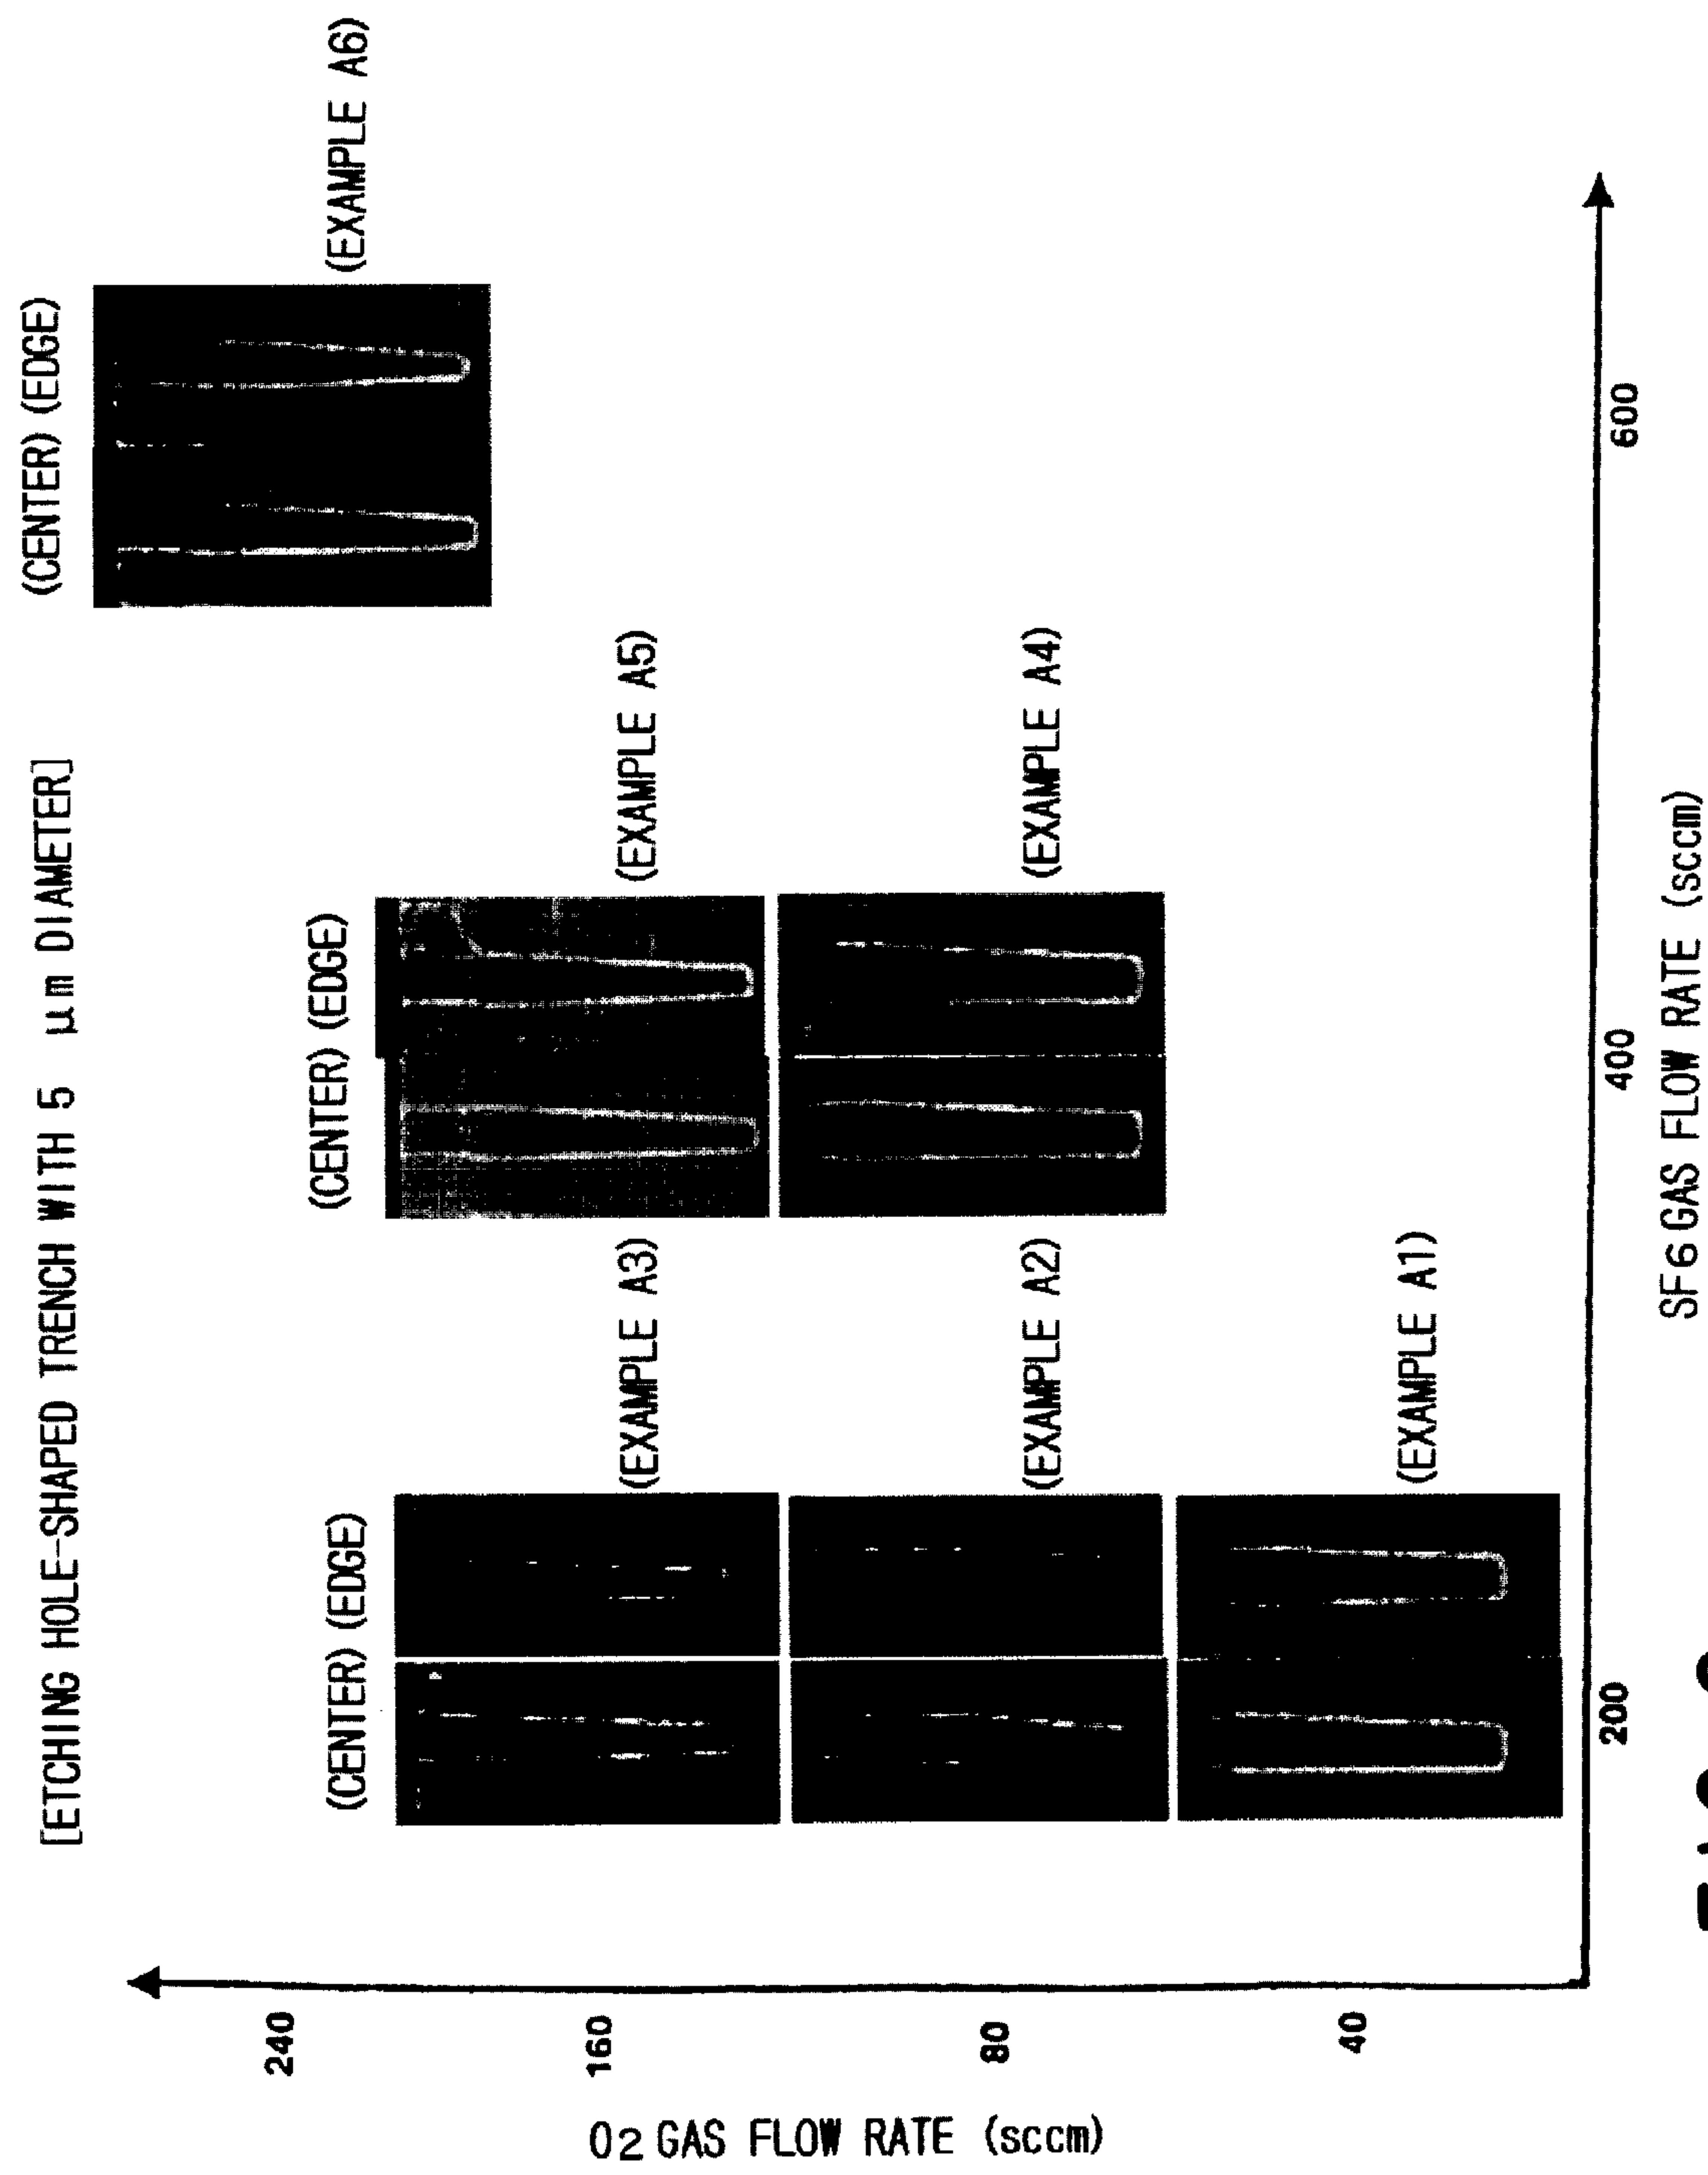 [ETCHING HOLE-SHAPED TRENCH WITH 5 μm DIAMETER]
(CENTER) (EDGE)
(EXAMPLE A6)
(CENTER) (EDGE)
(EXAMPLE A5)
(EXAMPLE A4)
(CENTER) (EDGE)
(EXAMPLE A3)
(EXAMPLE A2)
(EXAMPLE A1)
240
160
80
40
O2 GAS FLOW RATE (sccm)
200
400
600
SF6 GAS FLOW RATE (sccm)